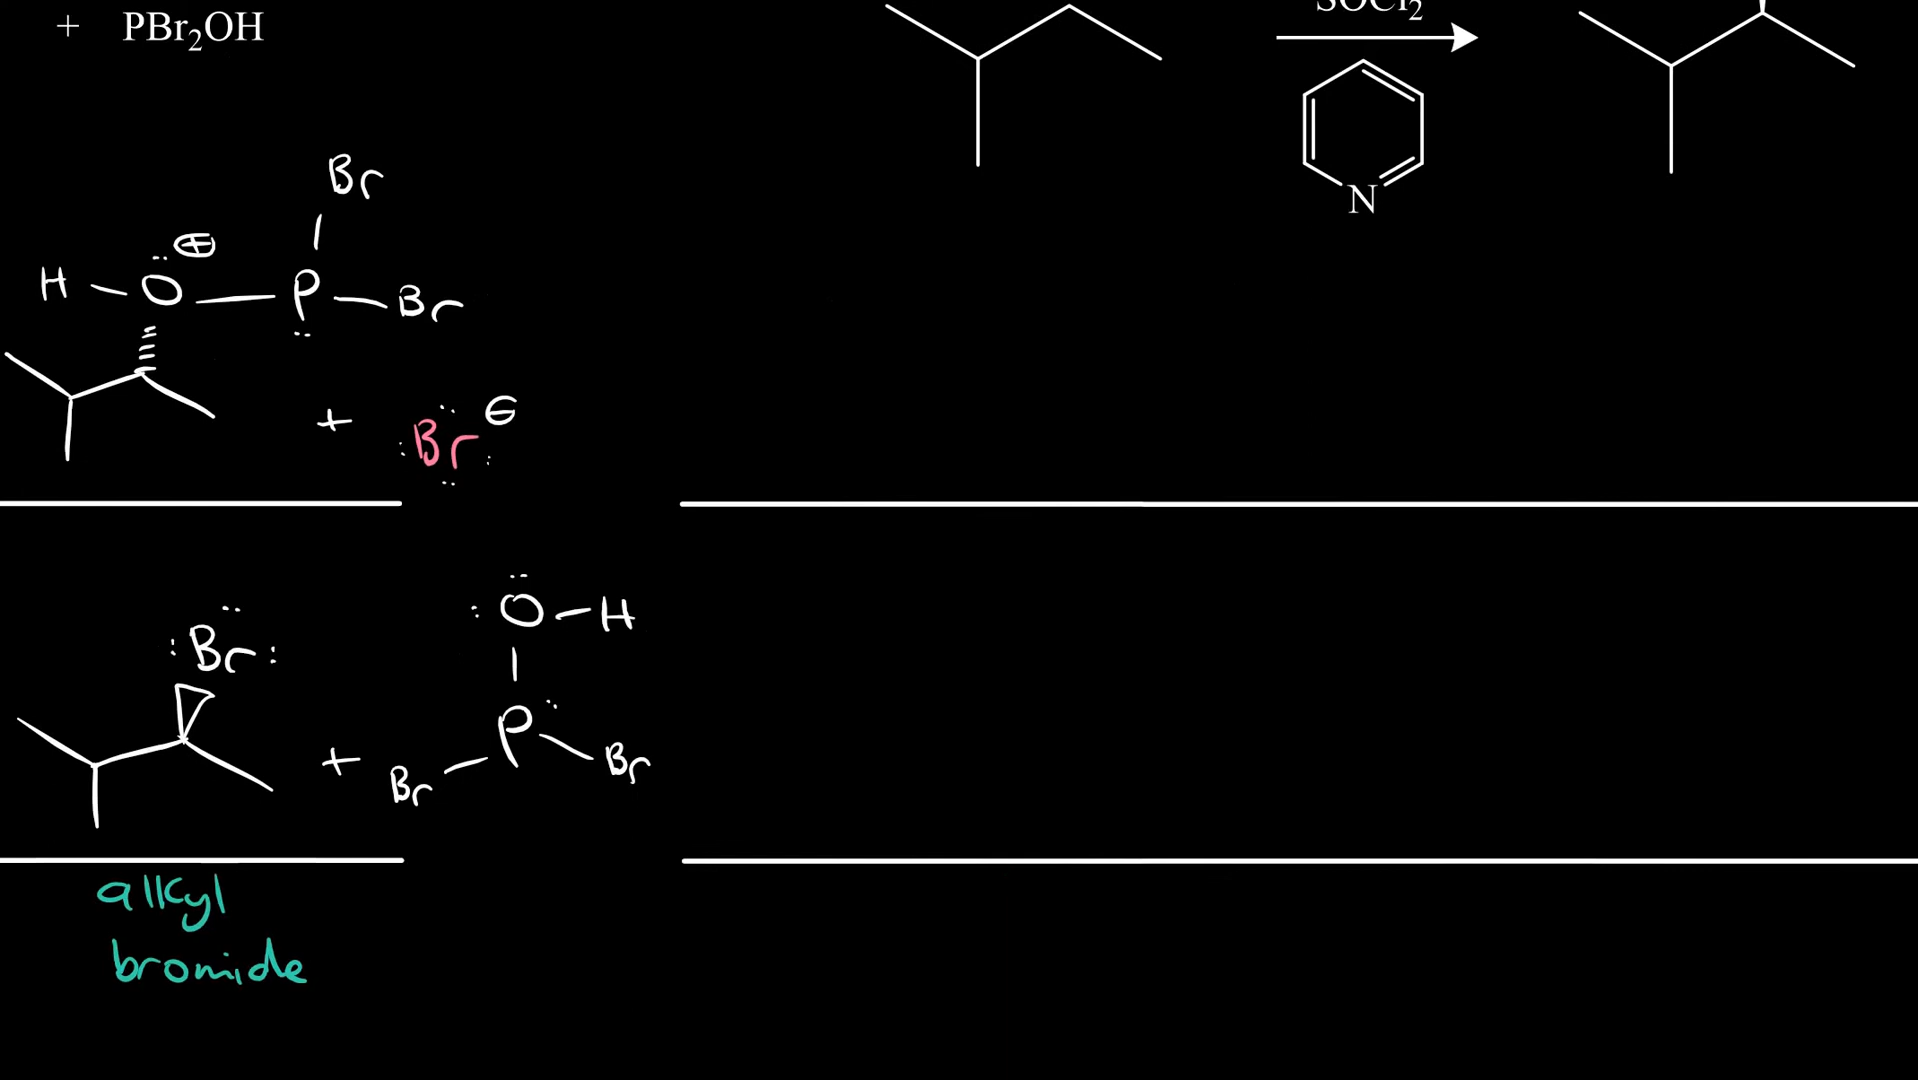 + PBr₂OH
SOCl₂
N
Br
H O ⊕ P Br
+ :Br: ⊖
:O-H
:Br:
P
+ Br Br
alkyl
bromide